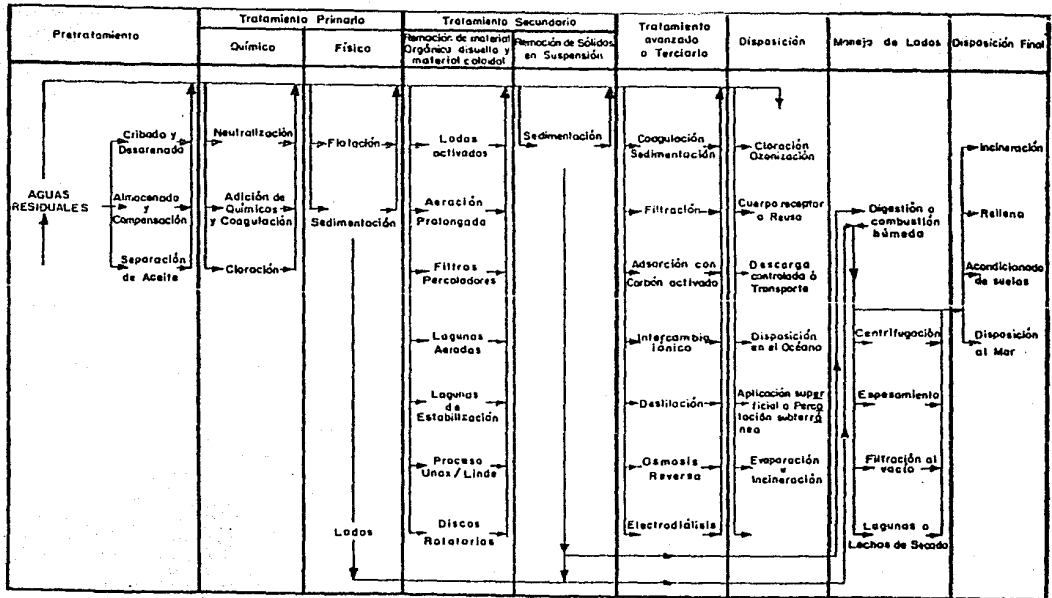 Pretratamiento
Tratamiento Primario
Químico
Físico
Tratamiento Secundario
Remoción de material
Orgánico disuelto y
material coloidal
Remoción de Sólidos
en Suspensión
Tratamiento
avanzado
o Terciario
Disposición
Manejo de Lodos
Disposición Final
AGUAS
RESIDUALES
Cribado y
Desarenado
Almacenado
y
Compensación
Separación
de Aceite
Neutralización
Adición de
Químicos
y Coagulación
Cloración
Flotación
Sedimentación
Lodos
Lodos
activados
Aeración
Prolongada
Filtros
Percoladores
Lagunas
Aeradas
Lagunas
de
Estabilización
Proceso
Unox / Linde
Discos
Rotatorios
Sedimentación
Coagulación
Sedimentación
Filtración
Adsorción con
Carbón activado
Intercambio
iónico
Destilación
Osmosis
Reversa
Electrodiálisis
Cloración
Ozonización
Cuerpo receptor
o Reuso
Descarga
controlada ó
Transporte
Disposición
en el Océano
Aplicación super
ficial o Perco
lación subterrá
nea
Evaporación
e
Incineración
Digestión o
combustión
húmeda
Centrifugación
Espesamiento
Filtración al
vacío
Lagunas o
Lechos de Secado
Incineración
Relleno
Acondicionado
de suelos
Disposición
al Mar